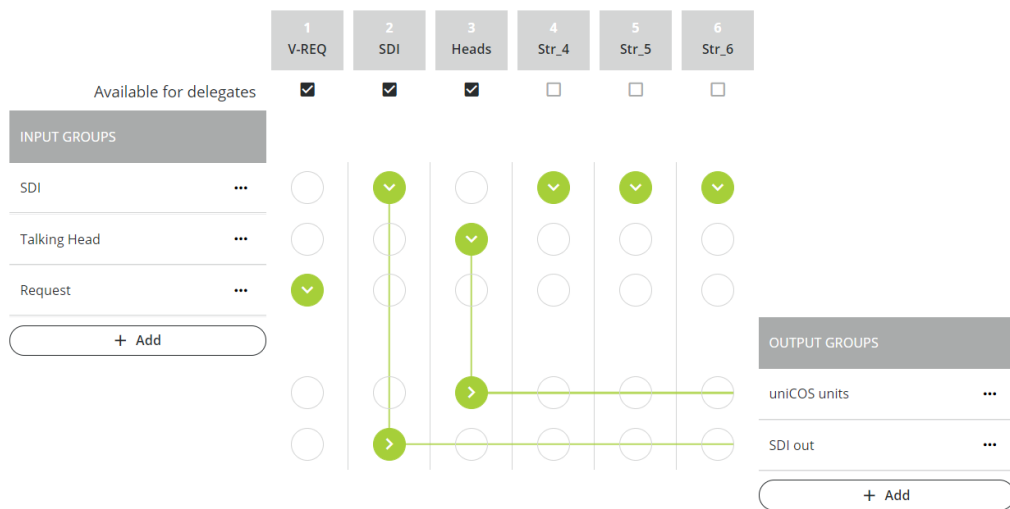 1 2 3 4 5 6
V-REQ SDI Heads Str_4 Str_5 Str_6
Available for delegates
INPUT GROUPS
SDI •••
Talking Head •••
Request •••
+ Add
OUTPUT GROUPS
uniCOS units •••
SDI out •••
+ Add